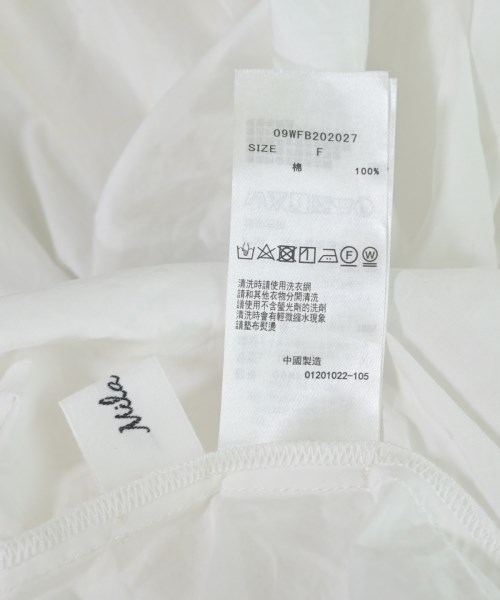 09WFB202027
SIZE F
棉 100%
清洗時請使用洗衣網
請和其他衣物分開清洗
請使用不含螢光劑的洗劑
清洗時會有輕微縮水現象
請墊布熨燙
中國製造
01201022-105
Mila